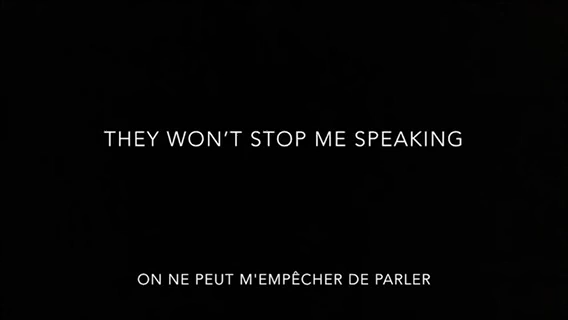 THEY WON’T STOP ME SPEAKING
ON NE PEUT M'EMPÊCHER DE PARLER